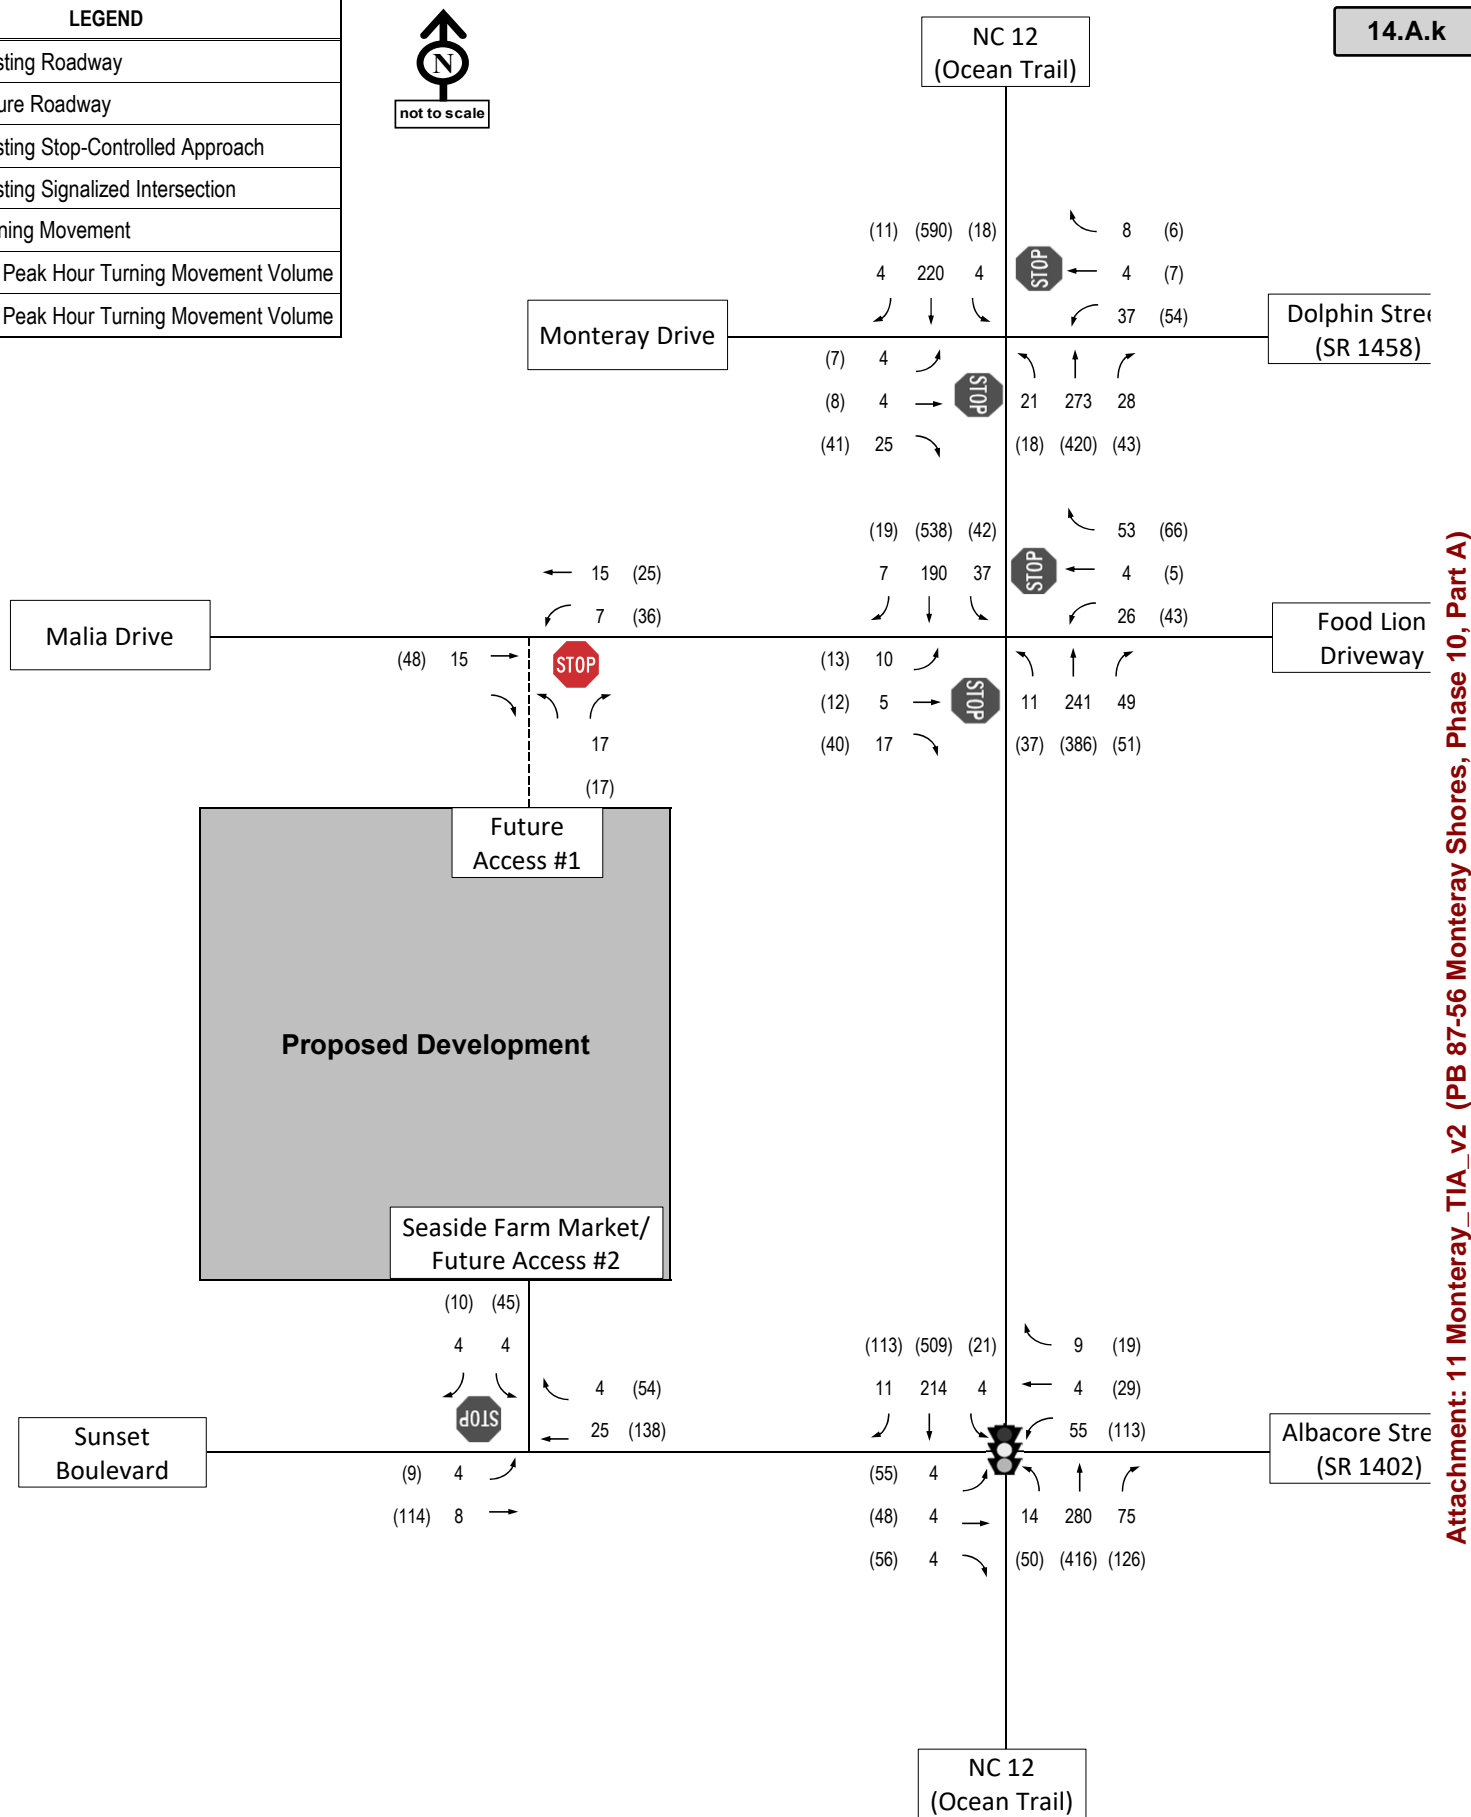 LEGEND
sting Roadway
ure Roadway
sting Stop-Controlled Approach
sting Signalized Intersection
ning Movement
Peak Hour Turning Movement Volume
Peak Hour Turning Movement Volume
N
not to scale
NC 12
(Ocean Trail)
14.A.k
(11) (590) (18)
4 220 4
STOP
8 (6)
4 (7)
37 (54)
Monteray Drive
Dolphin Stree
(SR 1458)
(7) 4
(8) 4
(41) 25
STOP
21 273 28
(18) (420) (43)
(19) (538) (42)
7 190 37
STOP
53 (66)
4 (5)
26 (43)
15 (25)
7 (36)
Malia Drive
Food Lion
Driveway
(48) 15
STOP
17
(17)
(13) 10
(12) 5
(40) 17
STOP
11 241 49
(37) (386) (51)
Future
Access #1
Proposed Development
Seaside Farm Market/
Future Access #2
(10) (45)
4 4
STOP
4 (54)
25 (138)
Sunset
Boulevard
(9) 4
(114) 8
(113) (509) (21)
11 214 4
9 (19)
4 (29)
55 (113)
Albacore Stre
(SR 1402)
(55) 4
(48) 4
(56) 4
14 280 75
(50) (416) (126)
NC 12
(Ocean Trail)
Attachment: 11 Monteray_TIA_v2 (PB 87-56 Monteray Shores, Phase 10, Part A)